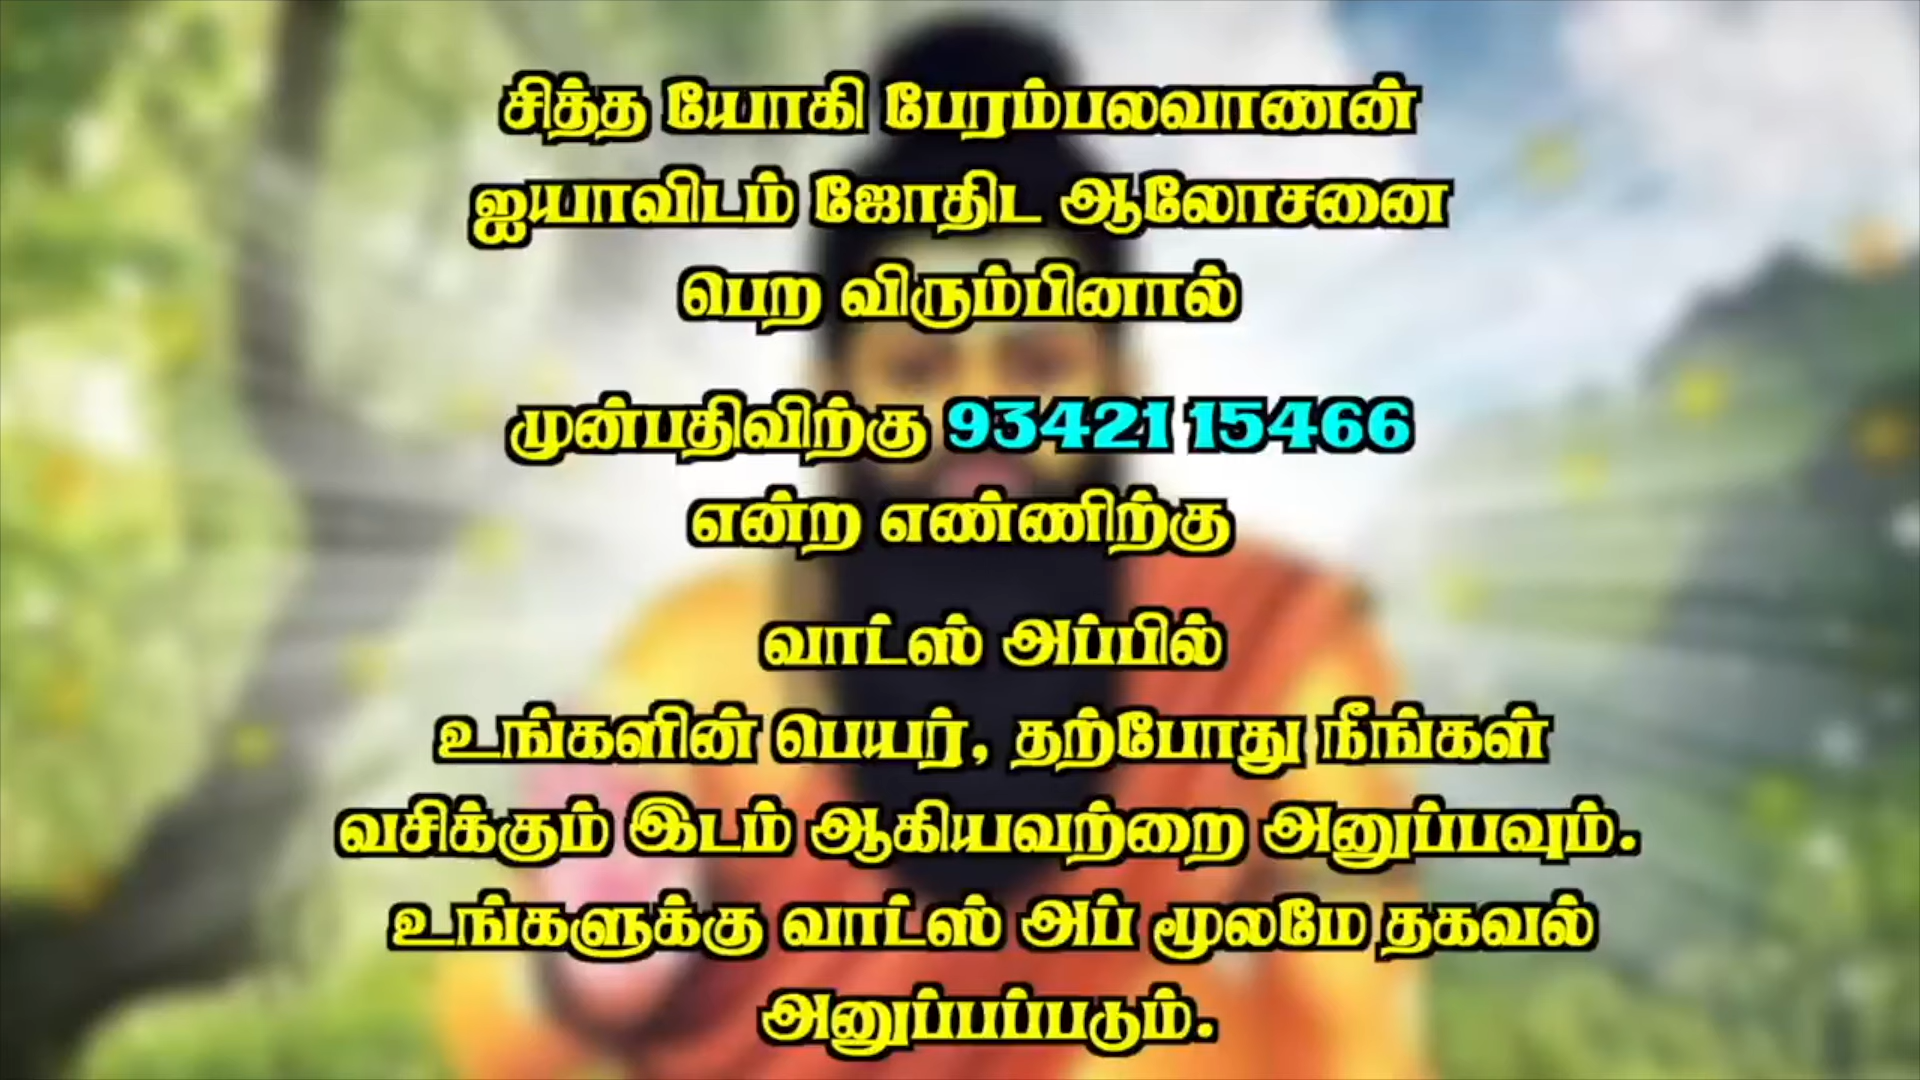 சித்த யோகி பேரம்பலவாணன்
ஐயாவிடம் ஜோதிட ஆலோசனை
பெற விரும்பினால்
முன்பதிவிற்கு 93421 15466
என்ற எண்ணிற்கு
வாட்ஸ் அப்பில்
உங்களின் பெயர், தற்போது நீங்கள்
வசிக்கும் இடம் ஆகியவற்றை அனுப்பவும்.
உங்களுக்கு வாட்ஸ் அப் மூலமே தகவல்
அனுப்பப்படும்.